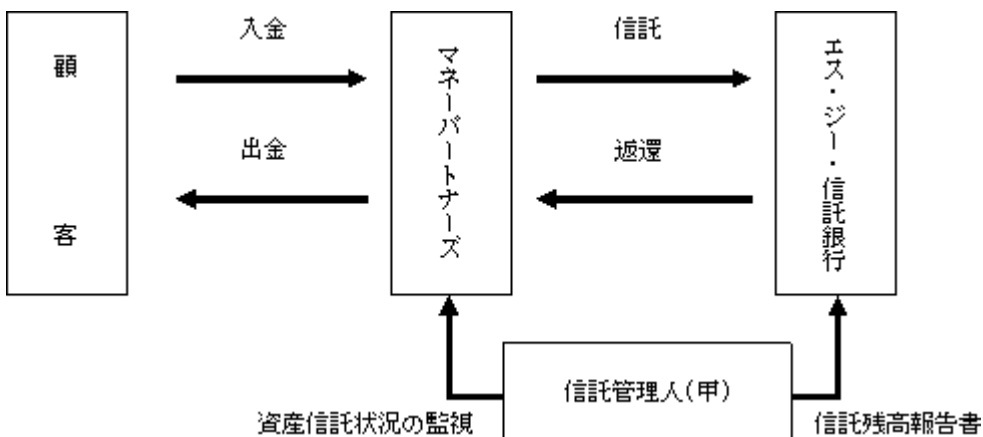 顧客
入金
出金
マネーパートナーズ
信託
返還
エス・ジー・信託銀行
信託管理人(甲)
資産信託状況の監視
信託残高報告書